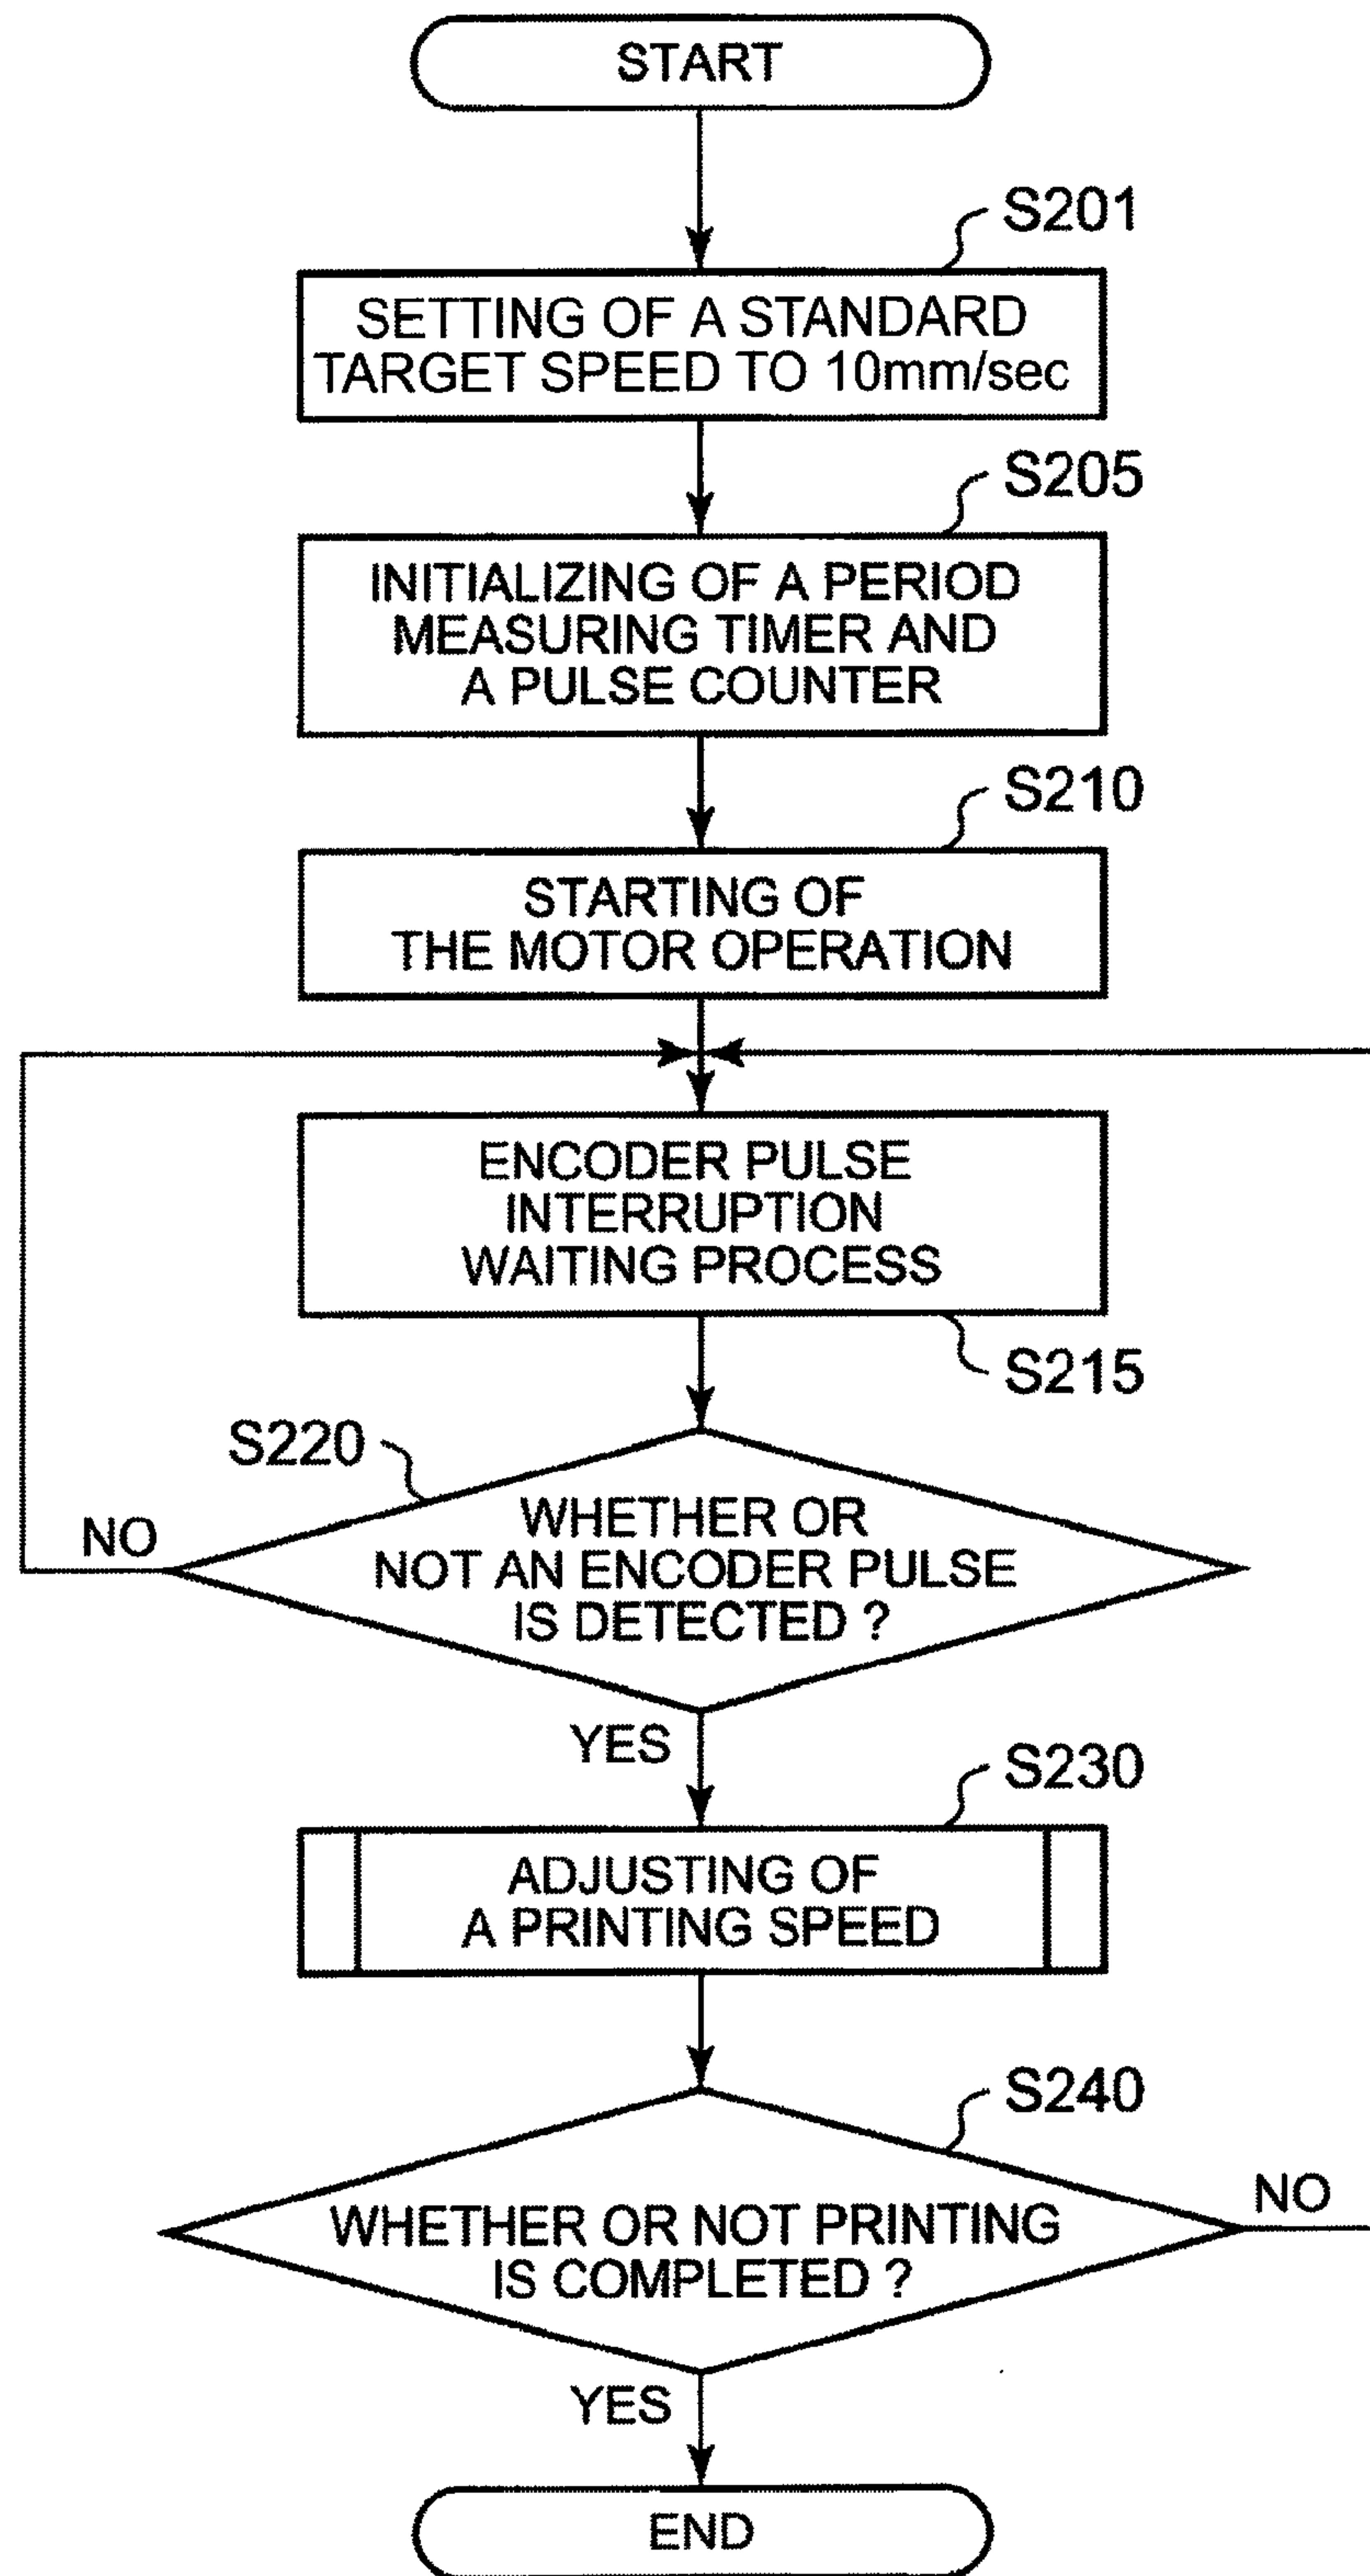 START
S201
SETTING OF A STANDARD
TARGET SPEED TO 10mm/sec
S205
INITIALIZING OF A PERIOD
MEASURING TIMER AND
A PULSE COUNTER
S210
STARTING OF
THE MOTOR OPERATION
ENCODER PULSE
INTERRUPTION
WAITING PROCESS
S215
S220
WHETHER OR
NOT AN ENCODER PULSE
IS DETECTED ?
NO
YES
S230
ADJUSTING OF
A PRINTING SPEED
S240
WHETHER OR NOT PRINTING
IS COMPLETED ?
NO
YES
END